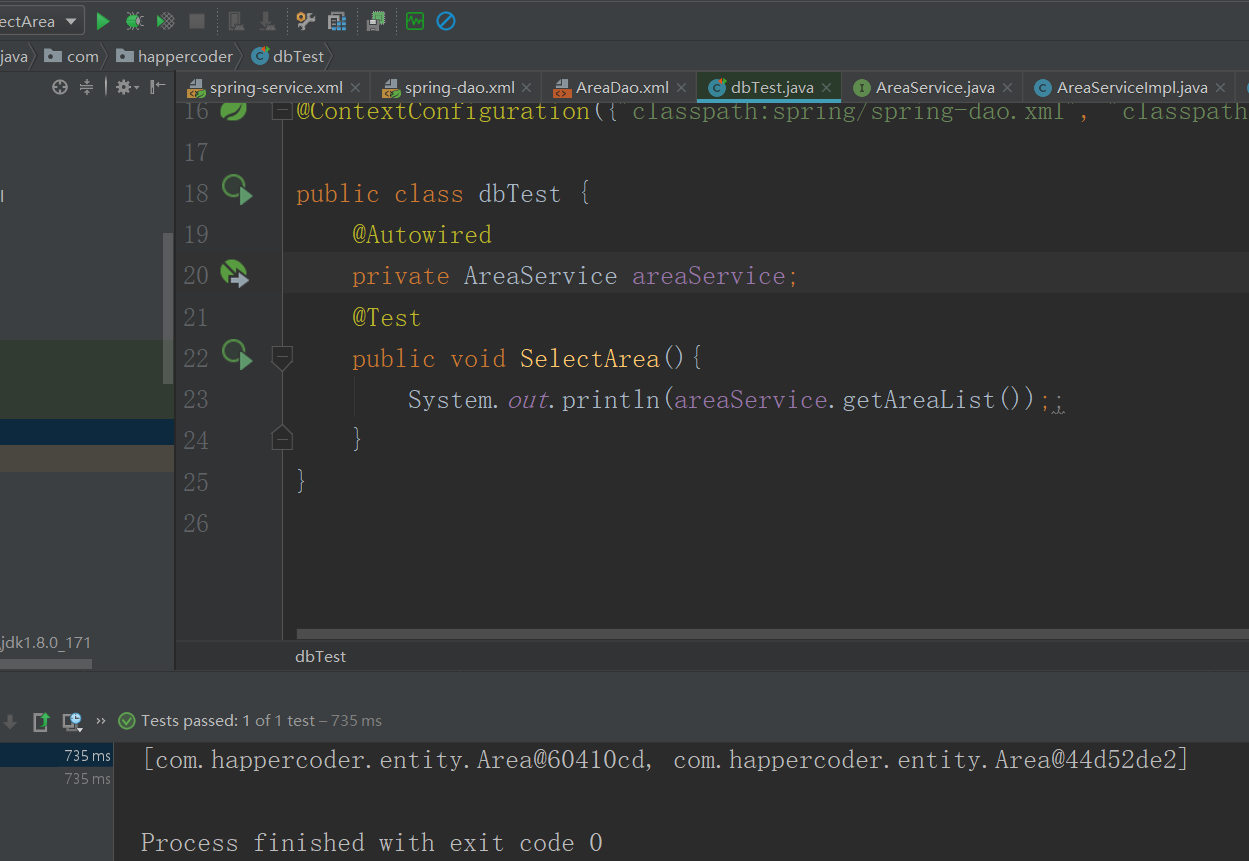 ectArea
java com happercoder dbTest
spring-service.xml spring-dao.xml AreaDao.xml dbTest.java AreaService.java AreaServiceImpl.java
16 @ContextConfiguration({"classpath:spring/spring-dao.xml", "classpath
17
18 public class dbTest {
19 @Autowired
20 private AreaService areaService;
21 @Test
22 public void SelectArea(){
23 System.out.println(areaService.getAreaList());;
24 }
25 }
26
jdk1.8.0_171
dbTest
Tests passed: 1 of 1 test – 735 ms
735 ms [com.happercoder.entity.Area@60410cd, com.happercoder.entity.Area@44d52de2]
735 ms
Process finished with exit code 0